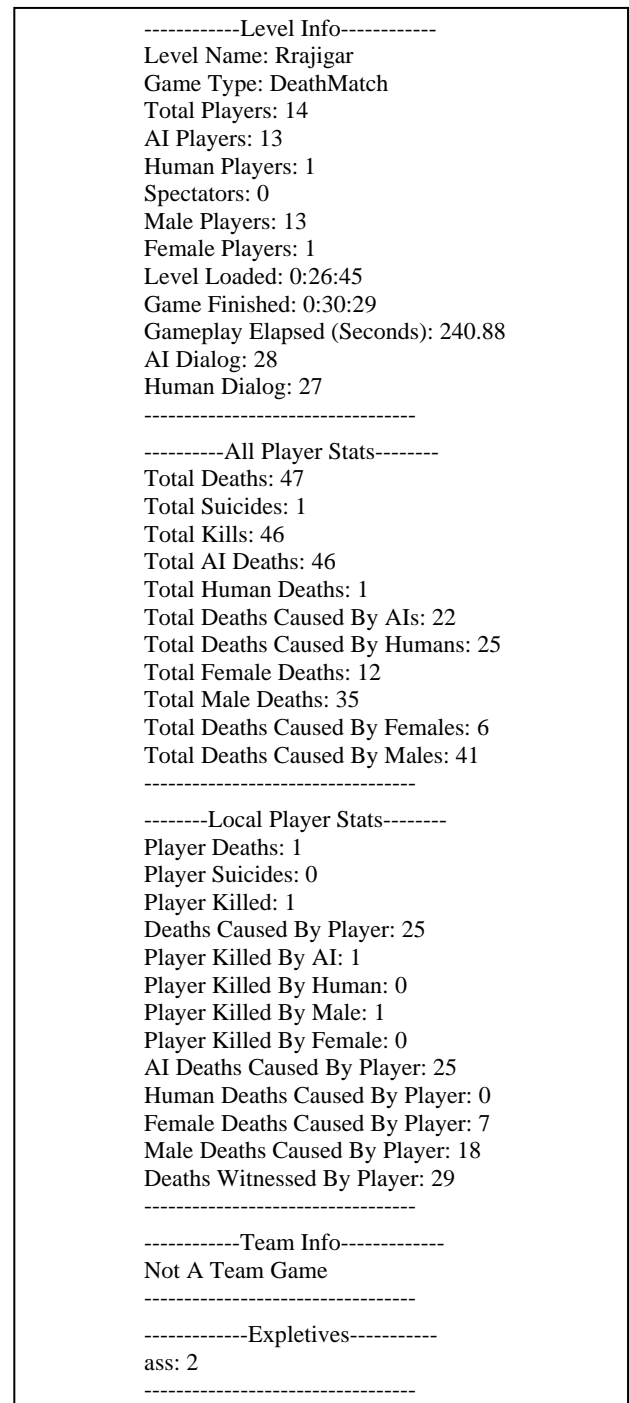 ------------Level Info------------
Level Name: Rrajigar
Game Type: DeathMatch
Total Players: 14
AI Players: 13
Human Players: 1
Spectators: 0
Male Players: 13
Female Players: 1
Level Loaded: 0:26:45
Game Finished: 0:30:29
Gameplay Elapsed (Seconds): 240.88
AI Dialog: 28
Human Dialog: 27
----------------------------------
----------All Player Stats--------
Total Deaths: 47
Total Suicides: 1
Total Kills: 46
Total AI Deaths: 46
Total Human Deaths: 1
Total Deaths Caused By AIs: 22
Total Deaths Caused By Humans: 25
Total Female Deaths: 12
Total Male Deaths: 35
Total Deaths Caused By Females: 6
Total Deaths Caused By Males: 41
----------------------------------
--------Local Player Stats--------
Player Deaths: 1
Player Suicides: 0
Player Killed: 1
Deaths Caused By Player: 25
Player Killed By AI: 1
Player Killed By Human: 0
Player Killed By Male: 1
Player Killed By Female: 0
AI Deaths Caused By Player: 25
Human Deaths Caused By Player: 0
Female Deaths Caused By Player: 7
Male Deaths Caused By Player: 18
Deaths Witnessed By Player: 29
----------------------------------
------------Team Info-------------
Not A Team Game
----------------------------------
-------------Expletives-----------
ass: 2
----------------------------------